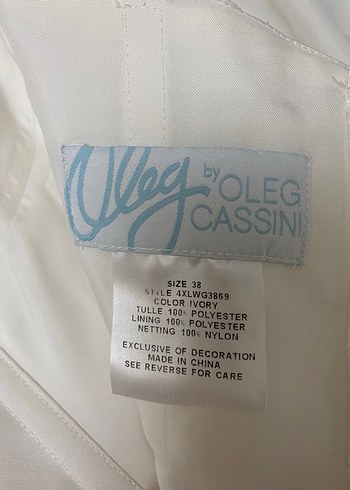 Oleg by OLEG
CASSINI
SIZE 38
STYLE 4XLWG3869
COLOR IVORY
TULLE 100% POLYESTER
LINING 100% POLYESTER
NETTING 100% NYLON
EXCLUSIVE OF DECORATION
MADE IN CHINA
SEE REVERSE FOR CARE